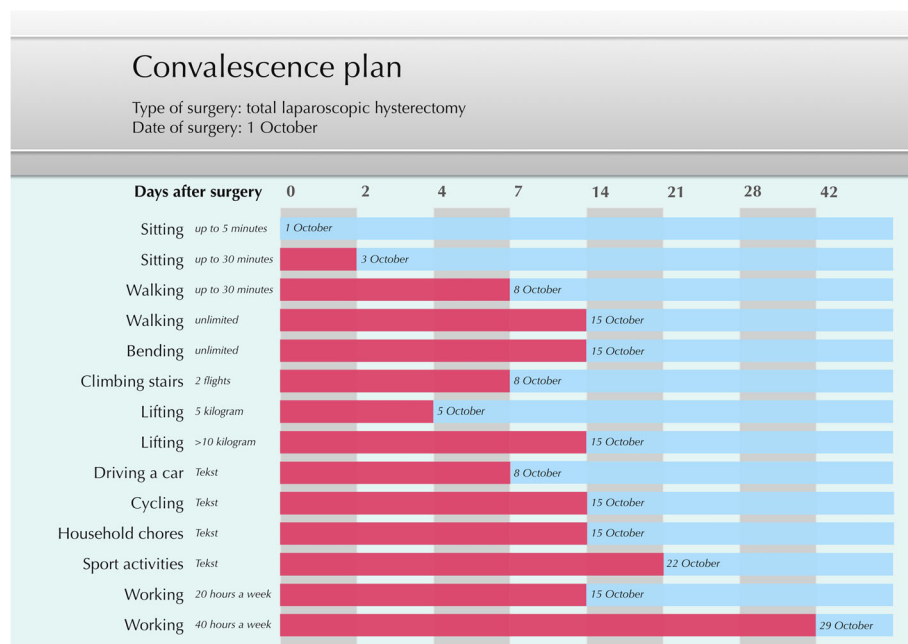 Convalescence plan
Type of surgery: total laparoscopic hysterectomy
Date of surgery: 1 October
Days after surgery 0 2 4 7 14 21 28 42
Sitting up to 5 minutes 1 October
Sitting up to 30 minutes 3 October
Walking up to 30 minutes 8 October
Walking unlimited 15 October
Bending unlimited 15 October
Climbing stairs 2 flights 8 October
Lifting 5 kilogram 5 October
Lifting >10 kilogram 15 October
Driving a car Tekst 8 October
Cycling Tekst 15 October
Household chores Tekst 15 October
Sport activities Tekst 22 October
Working 20 hours a week 15 October
Working 40 hours a week 29 October